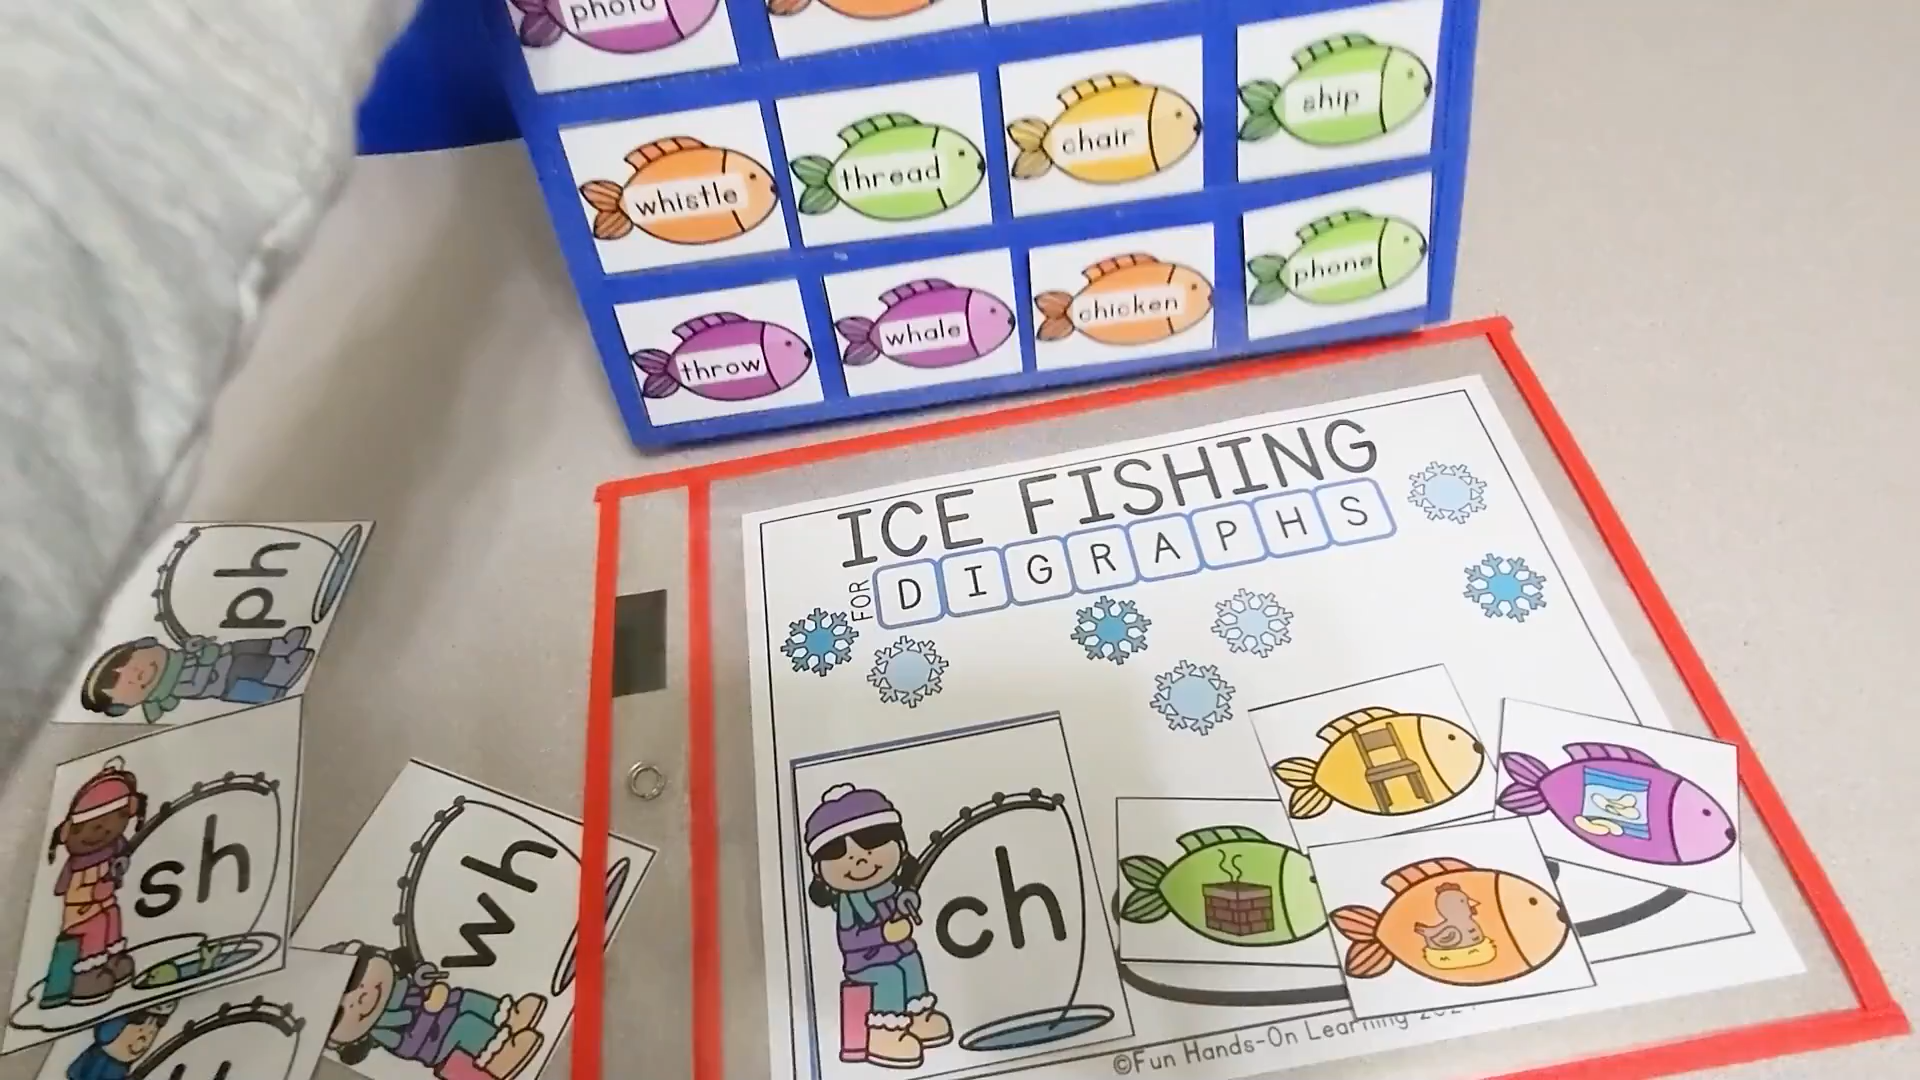 photo
whistle
thread
chair
ship
throw
whale
chicken
phone
ICE FISHING
FOR DIGRAPHS
ph
sh
wh
ch
©Fun Hands-On Learning